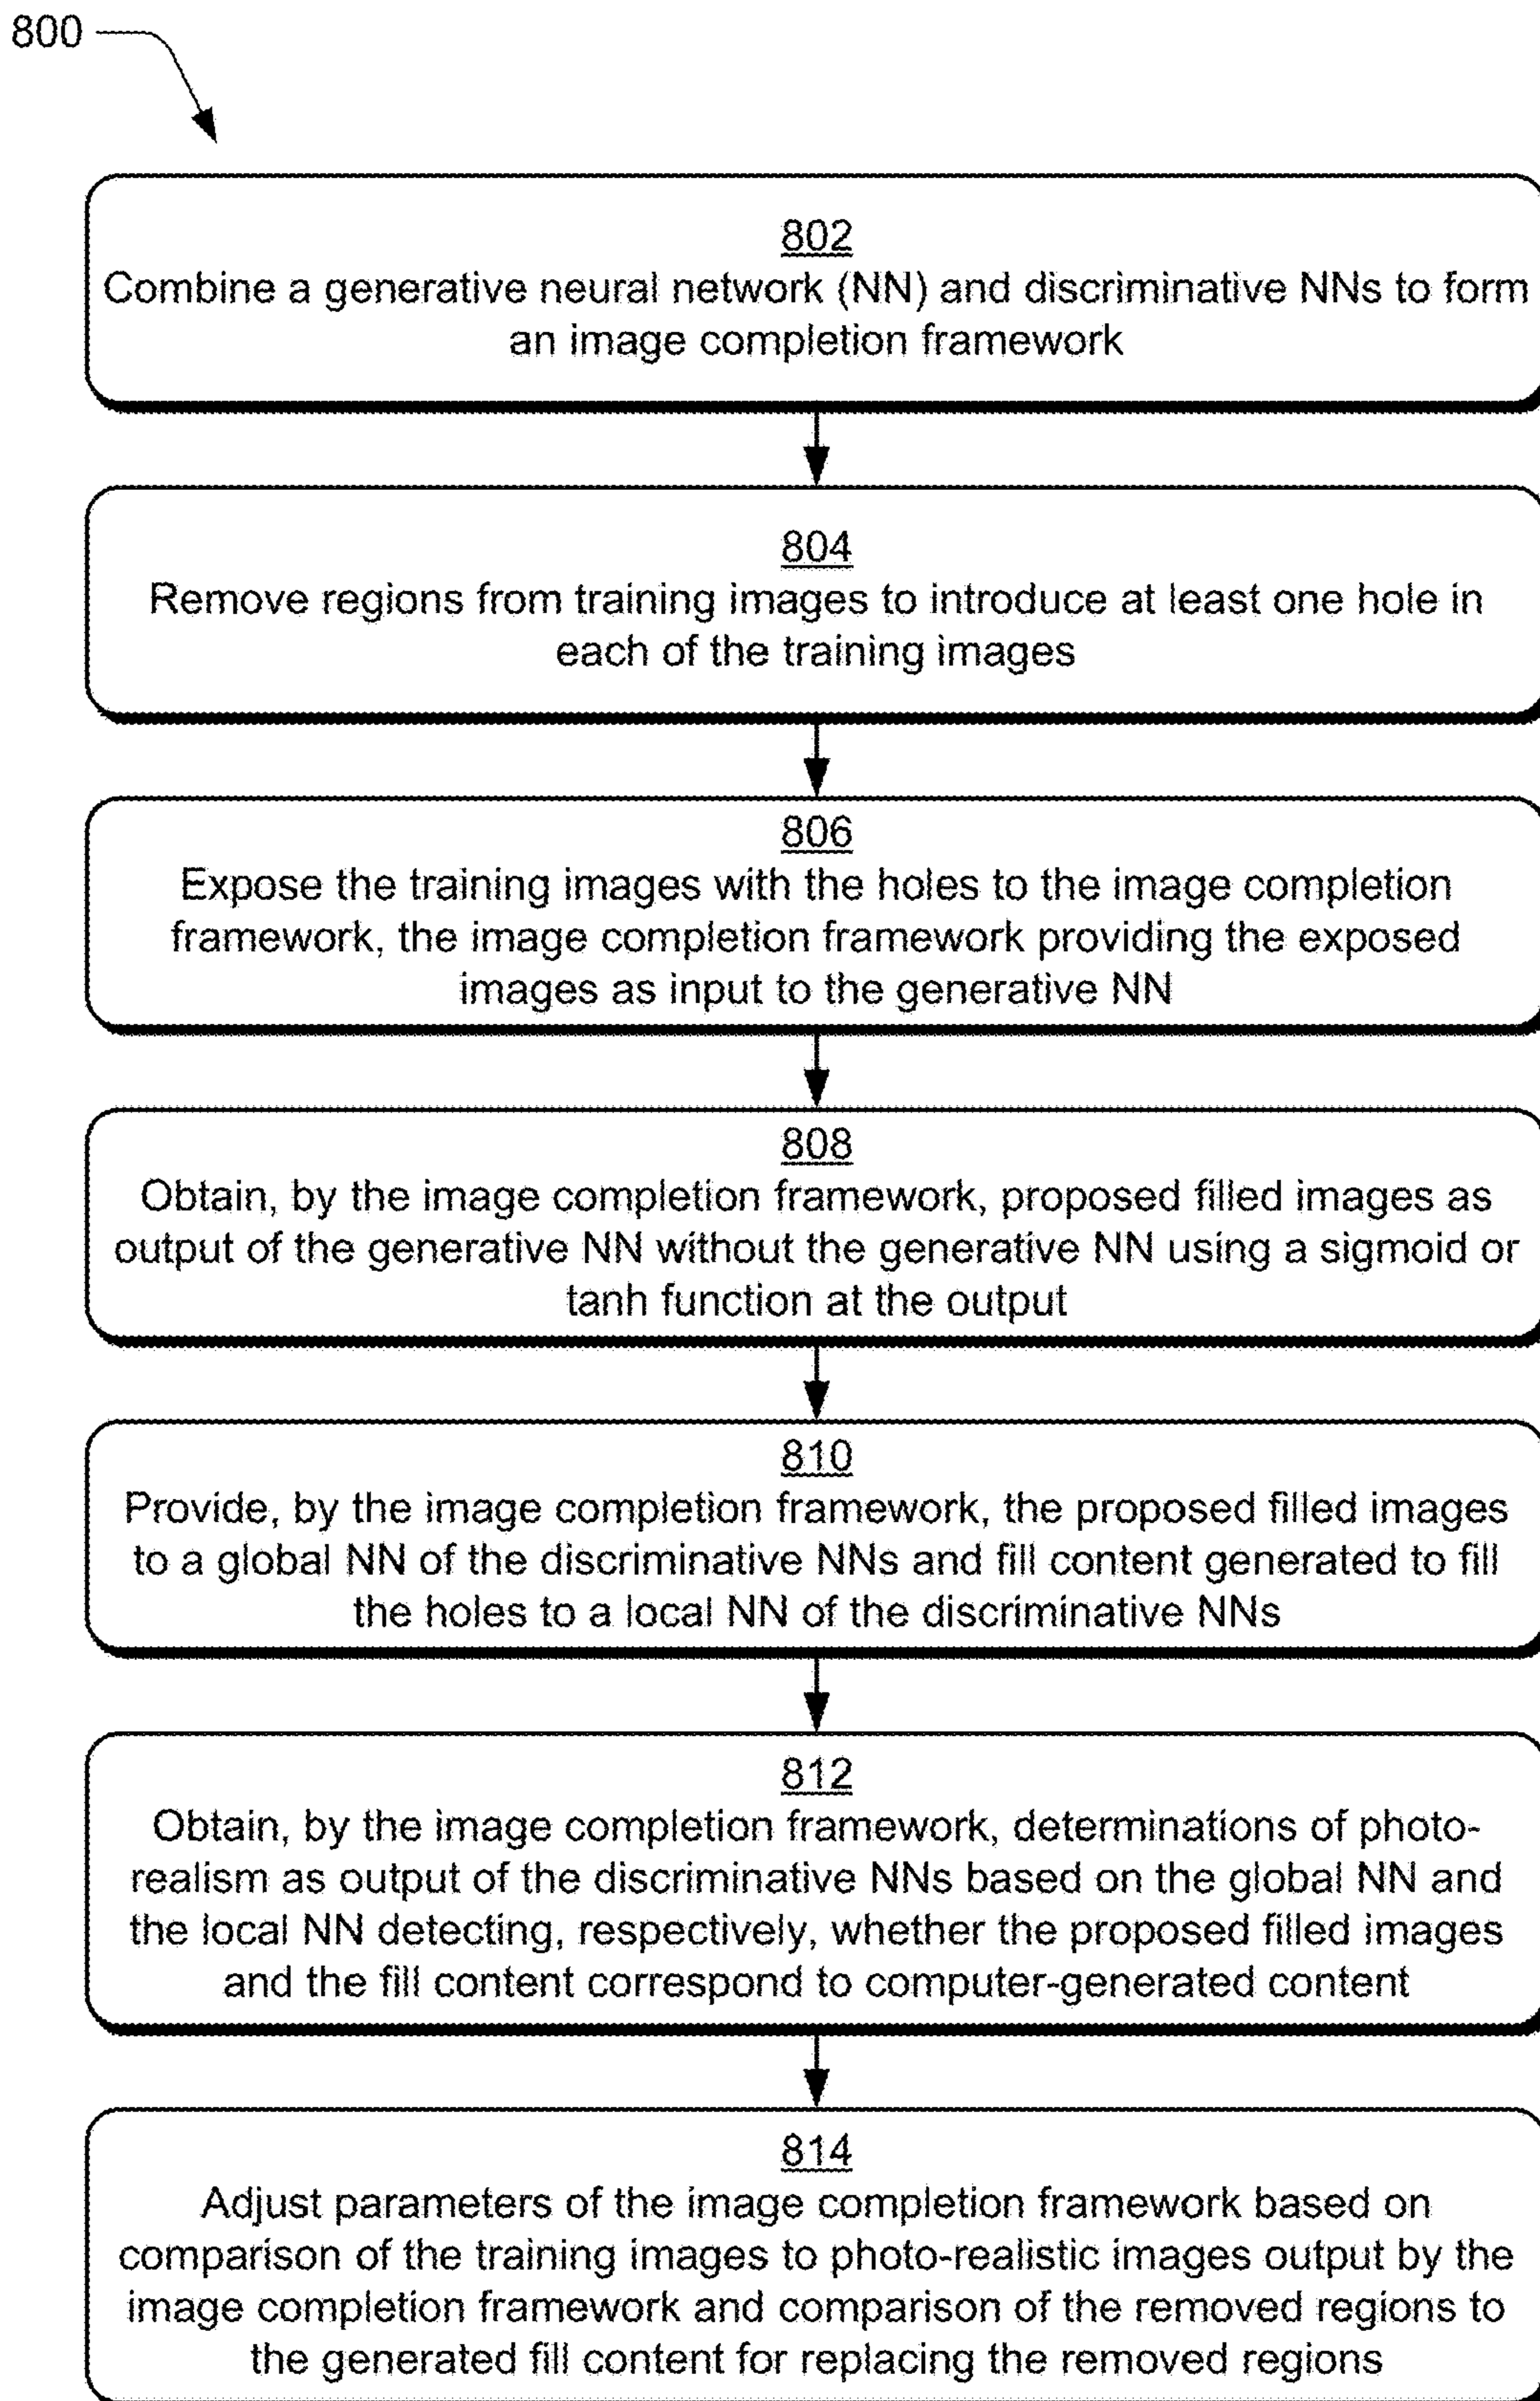 800
802
Combine a generative neural network (NN) and discriminative NNs to form
an image completion framework
804
Remove regions from training images to introduce at least one hole in
each of the training images
806
Expose the training images with the holes to the image completion
framework, the image completion framework providing the exposed
images as input to the generative NN
808
Obtain, by the image completion framework, proposed filled images as
output of the generative NN without the generative NN using a sigmoid or
tanh function at the output
810
Provide, by the image completion framework, the proposed filled images
to a global NN of the discriminative NNs and fill content generated to fill
the holes to a local NN of the discriminative NNs
812
Obtain, by the image completion framework, determinations of photo-
realism as output of the discriminative NNs based on the global NN and
the local NN detecting, respectively, whether the proposed filled images
and the fill content correspond to computer-generated content
814
Adjust parameters of the image completion framework based on
comparison of the training images to photo-realistic images output by the
image completion framework and comparison of the removed regions to
the generated fill content for replacing the removed regions